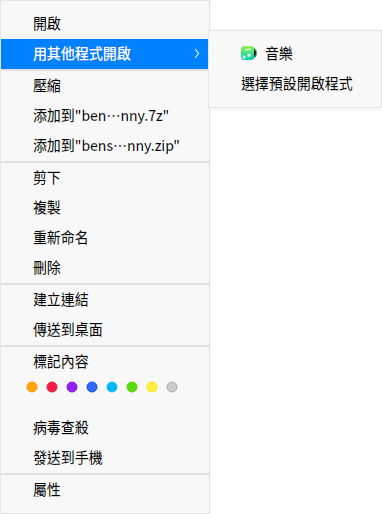 開啟
用其他程式開啟
音樂
選擇預設開啟程式
壓縮
添加到"ben⋯nny.7z"
添加到"bens⋯nny.zip"
剪下
複製
重新命名
刪除
建立連結
傳送到桌面
標記內容
病毒查殺
發送到手機
屬性